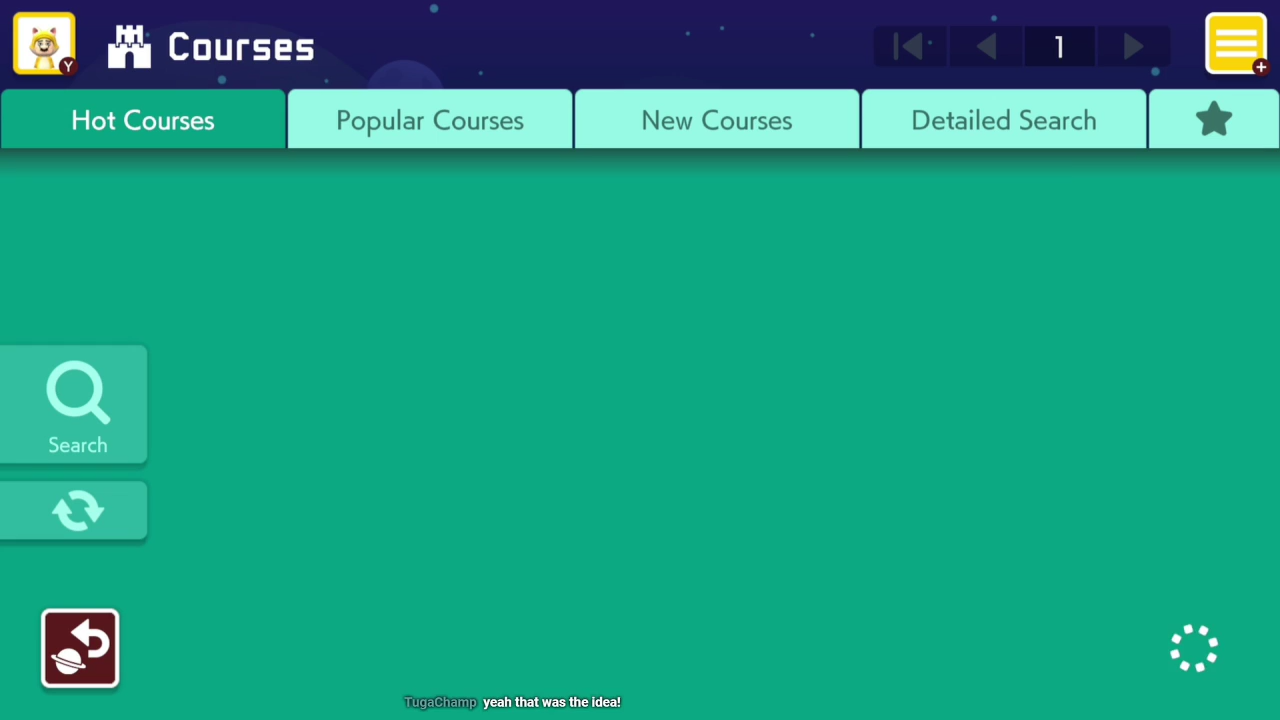 Y
Courses
1
+
Hot Courses
Popular Courses
New Courses
Detailed Search
Search
TugaChamp yeah that was the idea!